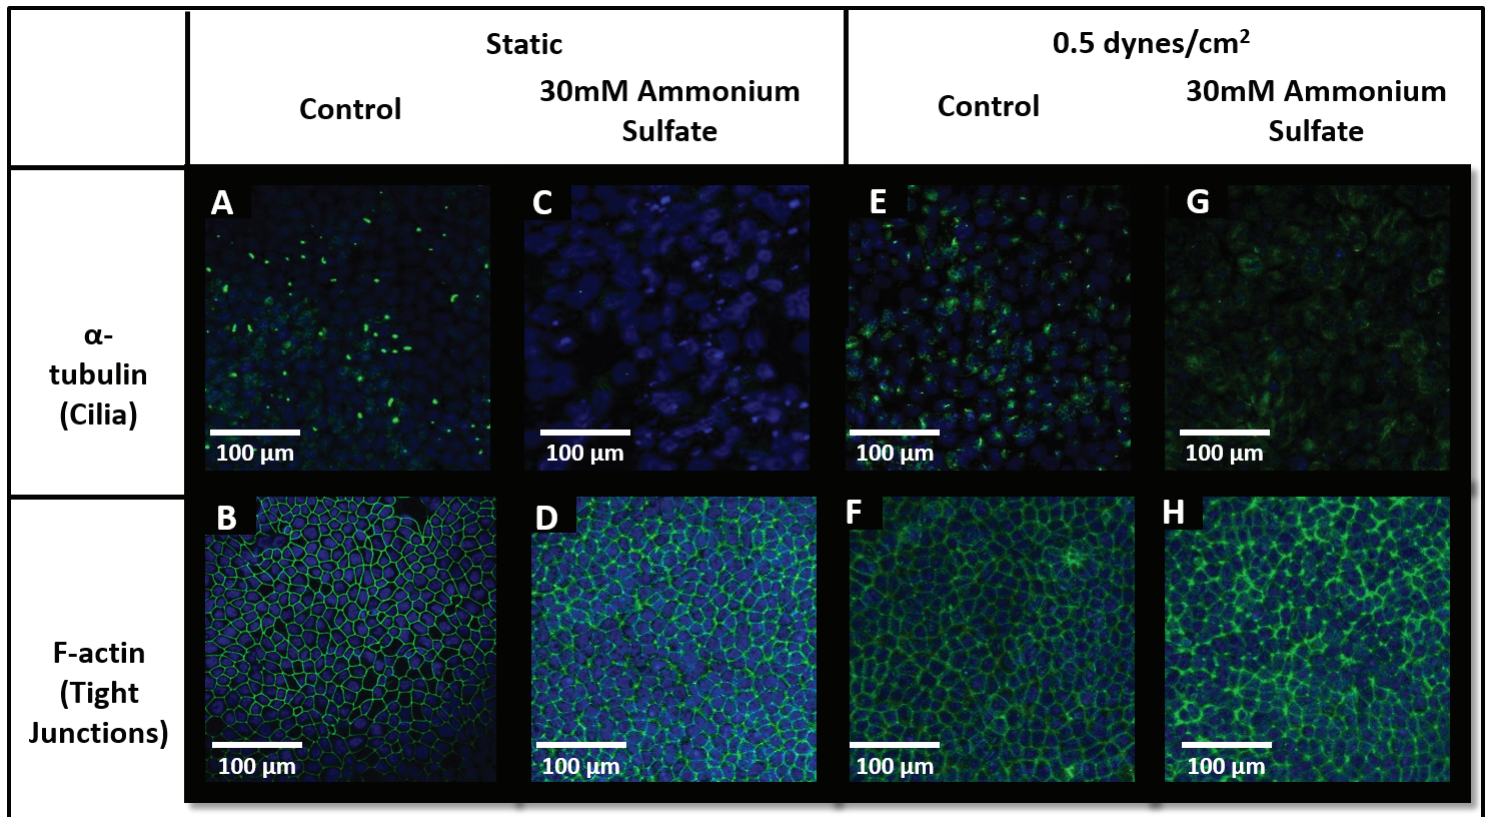 Static
0.5 dynes/cm²
Control
30mM Ammonium
Sulfate
Control
30mM Ammonium
Sulfate
α-
tubulin
(Cilia)
A
C
E
G
100 µm
100 µm
100 µm
100 µm
F-actin
(Tight
Junctions)
B
D
F
H
100 µm
100 µm
100 µm
100 µm